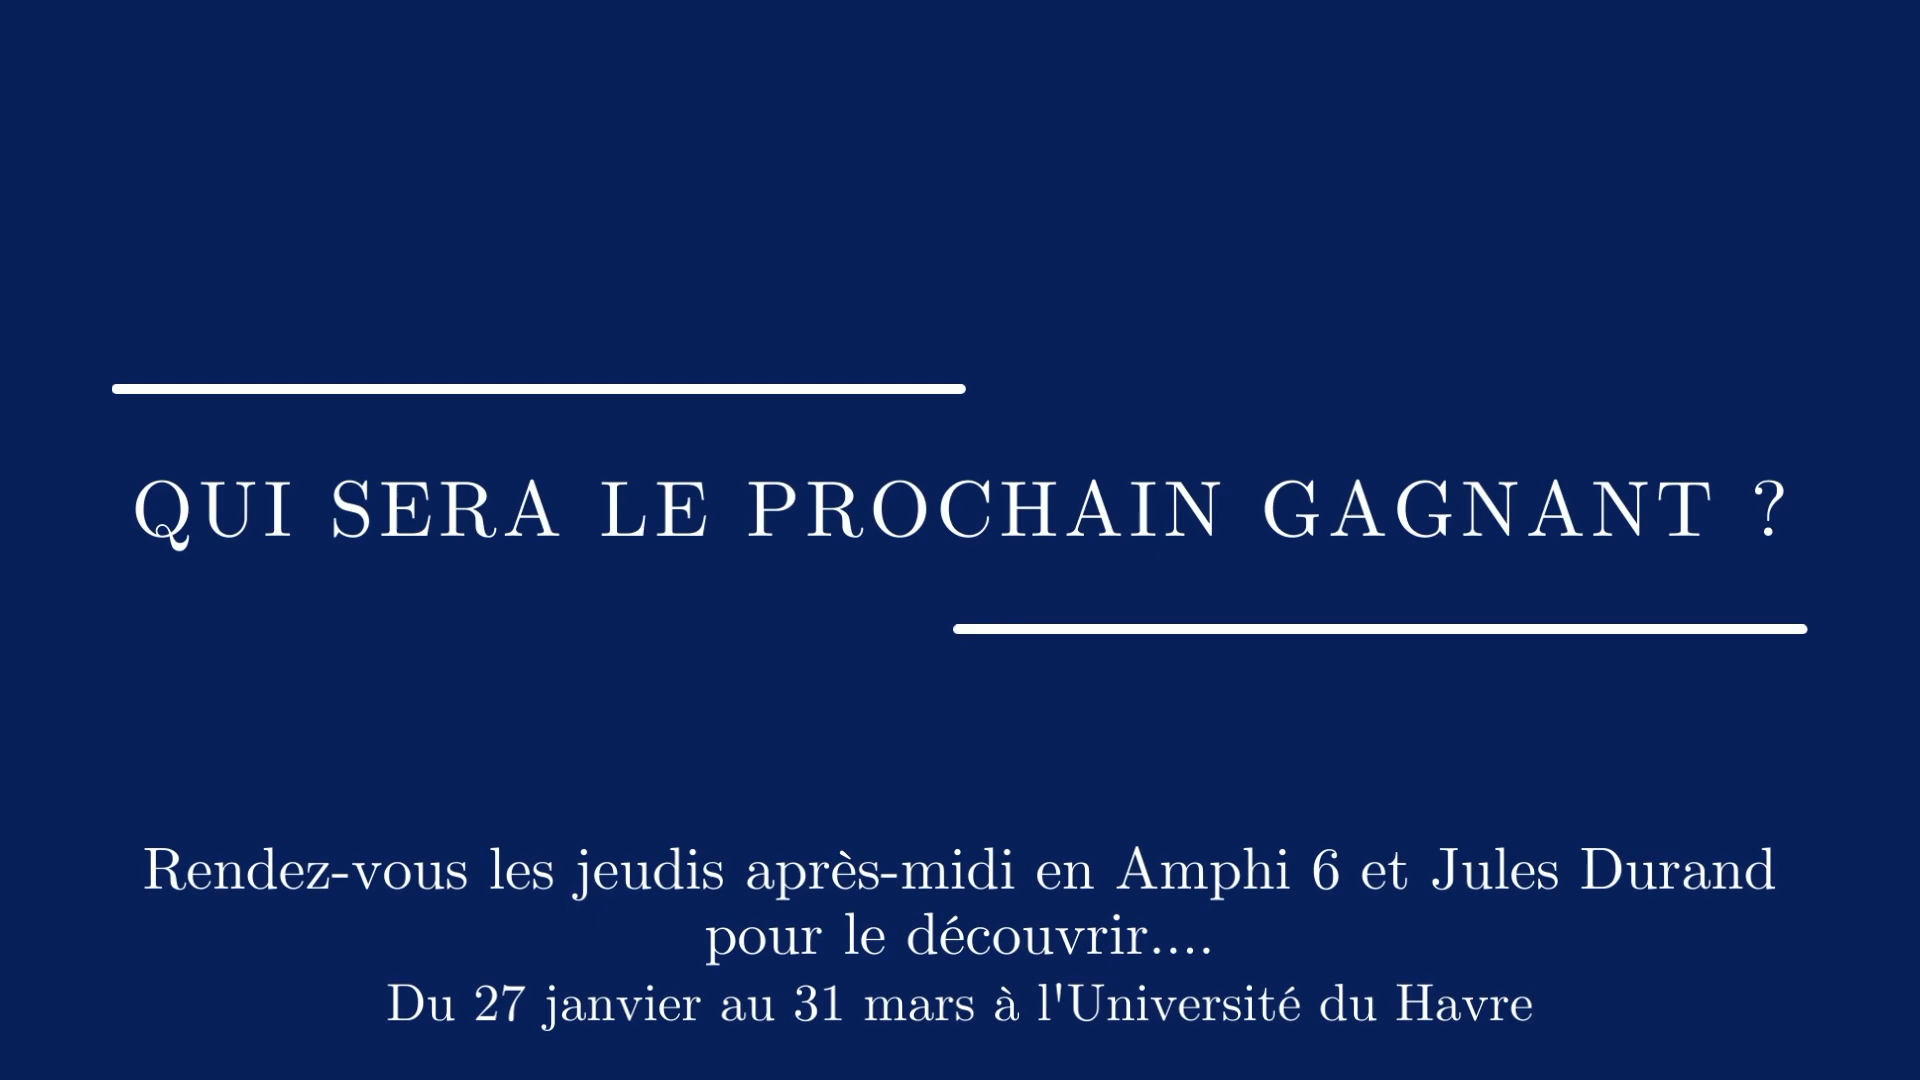 QUI SERA LE PROCHAIN GAGNANT ?
Rendez-vous les jeudis après-midi en Amphi 6 et Jules Durand
pour le découvrir....
Du 27 janvier au 31 mars à l'Université du Havre